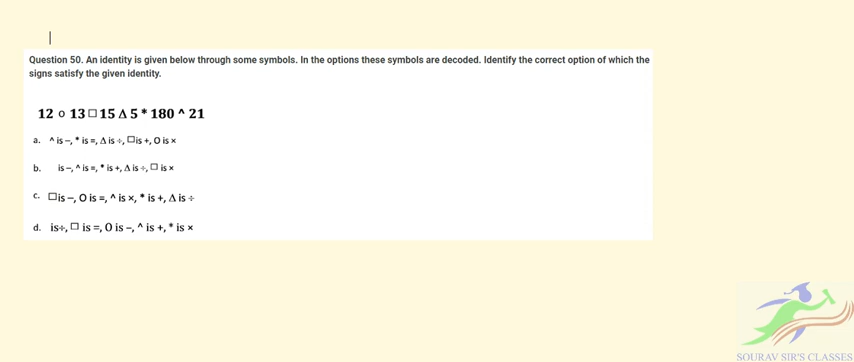 Question 50. An identity is given below through some symbols. In the options these symbols are decoded. Identify the correct option of which the
signs satisfy the given identity.
12 o 13 □ 15 Δ 5 * 180 ^ 21
a. ^ is –, * is =, Δ is ÷, □is +, O is ×
b. is –, ^ is =, * is +, Δ is ÷, □ is ×
c. □is –, O is =, ^ is ×, * is +, Δ is ÷
d. is÷, □ is =, O is –, ^ is +, * is ×
SOURAV SIR'S CLASSES